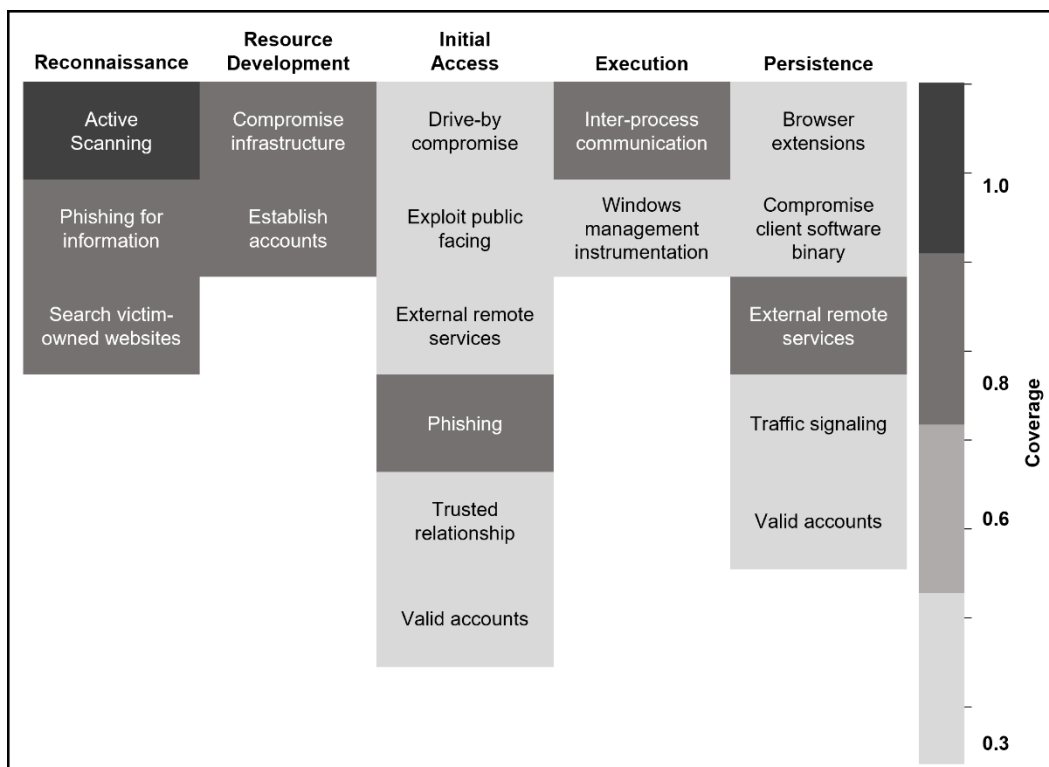 Reconnaissance
Resource
Development
Initial
Access
Execution
Persistence
Active
Scanning
Compromise
infrastructure
Drive-by
compromise
Inter-process
communication
Browser
extensions
Phishing for
information
Establish
accounts
Exploit public
facing
Windows
management
instrumentation
Compromise
client software
binary
Search victim-
owned websites
External remote
services
External remote
services
Phishing
Traffic signaling
Trusted
relationship
Valid accounts
Valid accounts
1.0
0.8
0.6
0.3
Coverage